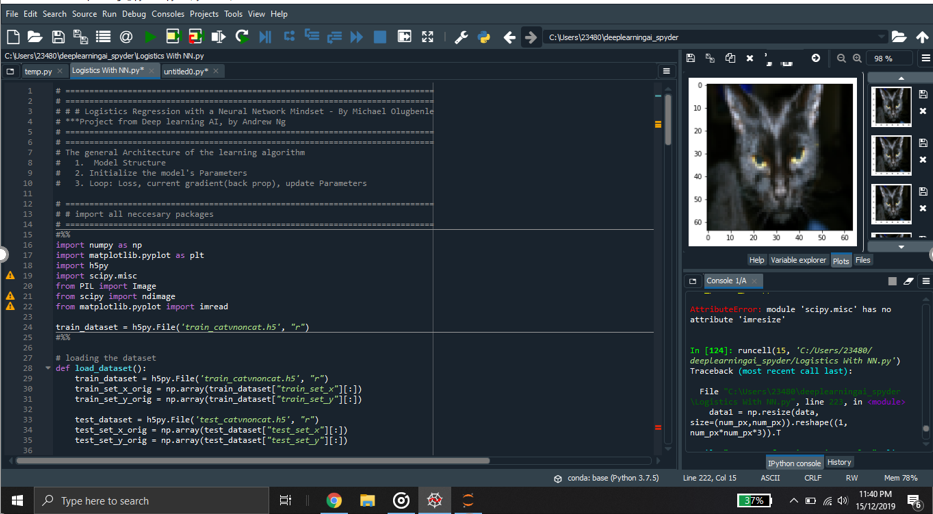 File Edit Search Source Run Debug Consoles Projects Tools View Help
C:\Users\23480\deeplearningai_spyder
C:\Users\23480\deeplearningai_spyder\Logistics With NN.py
temp.py
Logistics With NN.py*
untitled0.py*
98 %
1 # ==============================================================================
2 # ==============================================================================
3 # # # Logistics Regression with a Neural Network Mindset - By Michael Olugbenle
4 # ***Project from Deep learning AI, by Andrew Ng
5 # ==============================================================================
6 # ==============================================================================
7 # The general Architecture of the learning algorithm
8 # 1. Model Structure
9 # 2. Initialize the model's Parameters
10 # 3. Loop: Loss, current gradient(back prop), update Parameters
11
12 # ==============================================================================
13 # # import all neccesary packages
14 # ==============================================================================
15 #%%
16 import numpy as np
17 import matplotlib.pyplot as plt
18 import h5py
19 import scipy.misc
20 from PIL import Image
21 from scipy import ndimage
22 from matplotlib.pyplot import imread
23
24 train_dataset = h5py.File('train_catvnoncat.h5', "r")
25 #%%
26
27 # loading the dataset
28 def load_dataset():
29 train_dataset = h5py.File('train_catvnoncat.h5', "r")
30 train_set_x_orig = np.array(train_dataset["train_set_x"][:])
31 train_set_y_orig = np.array(train_dataset["train_set_y"][:])
32
33 test_dataset = h5py.File('test_catvnoncat.h5', "r")
34 test_set_x_orig = np.array(test_dataset["test_set_x"][:])
35 test_set_y_orig = np.array(test_dataset["test_set_y"][:])
36
0
10
20
30
40
50
60
0 10 20 30 40 50 60
Help Variable explorer Plots Files
Console 1/A
AttributeError: module 'scipy.misc' has no
attribute 'imresize'
In [124]: runcell(15, 'C:/Users/23480/
deeplearningai_spyder/Logistics With NN.py')
Traceback (most recent call last):
File "C:\Users\23480\deeplearningai_spyder
\Logistics With NN.py", line 223, in <module>
data1 = np.resize(data,
size=(num_px,num_px)).reshape((1,
num_px*num_px*3)).T
IPython console History
conda: base (Python 3.7.5) Line 222, Col 15 ASCII CRLF RW Mem 78%
Type here to search
37%
11:40 PM
15/12/2019
6